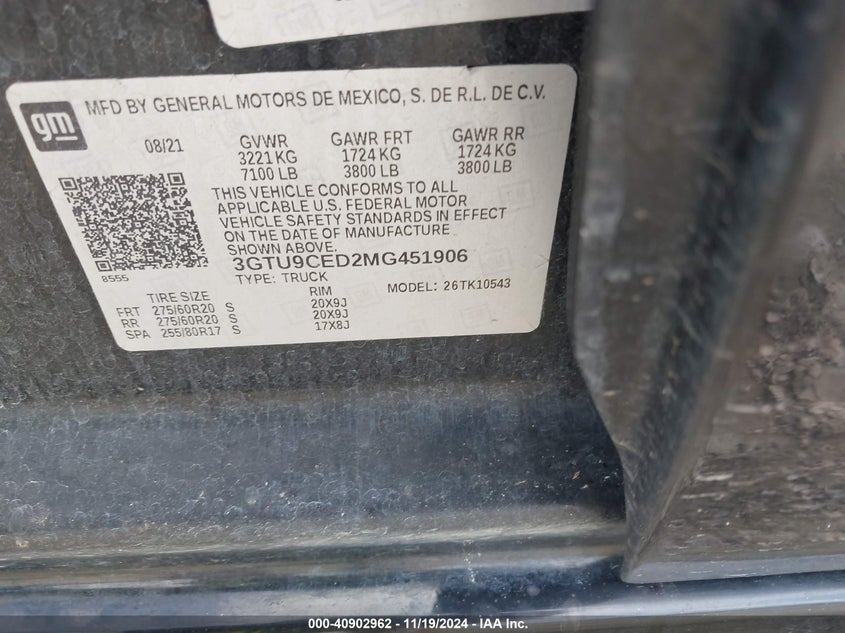 gm
MFD BY GENERAL MOTORS DE MEXICO, S. DE R.L. DE C.V.
08/21 GVWR GAWR FRT GAWR RR
3221 KG 1724 KG 1724 KG
7100 LB 3800 LB 3800 LB
THIS VEHICLE CONFORMS TO ALL
APPLICABLE U.S. FEDERAL MOTOR
VEHICLE SAFETY STANDARDS IN EFFECT
ON THE DATE OF MANUFACTURE
SHOWN ABOVE.
8555
3GTU9CED2MG451906
TYPE: TRUCK MODEL: 26TK10543
TIRE SIZE RIM
FRT 275/60R20 S 20X9J
RR 275/60R20 S 20X9J
SPA 255/80R17 S 17X8J
000-40902962 - 11/19/2024 - IAA Inc.